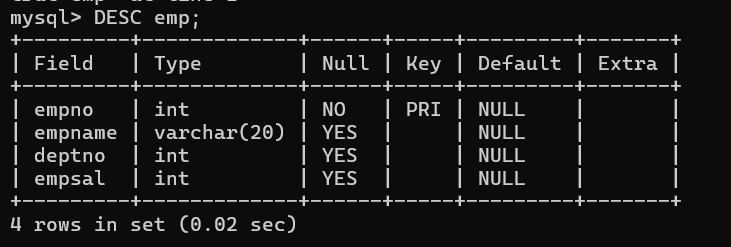 mysql> DESC emp;
+---------+-------------+------+-----+---------+-------+
| Field   | Type        | Null | Key | Default | Extra |
+---------+-------------+------+-----+---------+-------+
| empno   | int         | NO   | PRI | NULL    |       |
| empname | varchar(20) | YES  |     | NULL    |       |
| deptno  | int         | YES  |     | NULL    |       |
| empsal  | int         | YES  |     | NULL    |       |
+---------+-------------+------+-----+---------+-------+
4 rows in set (0.02 sec)